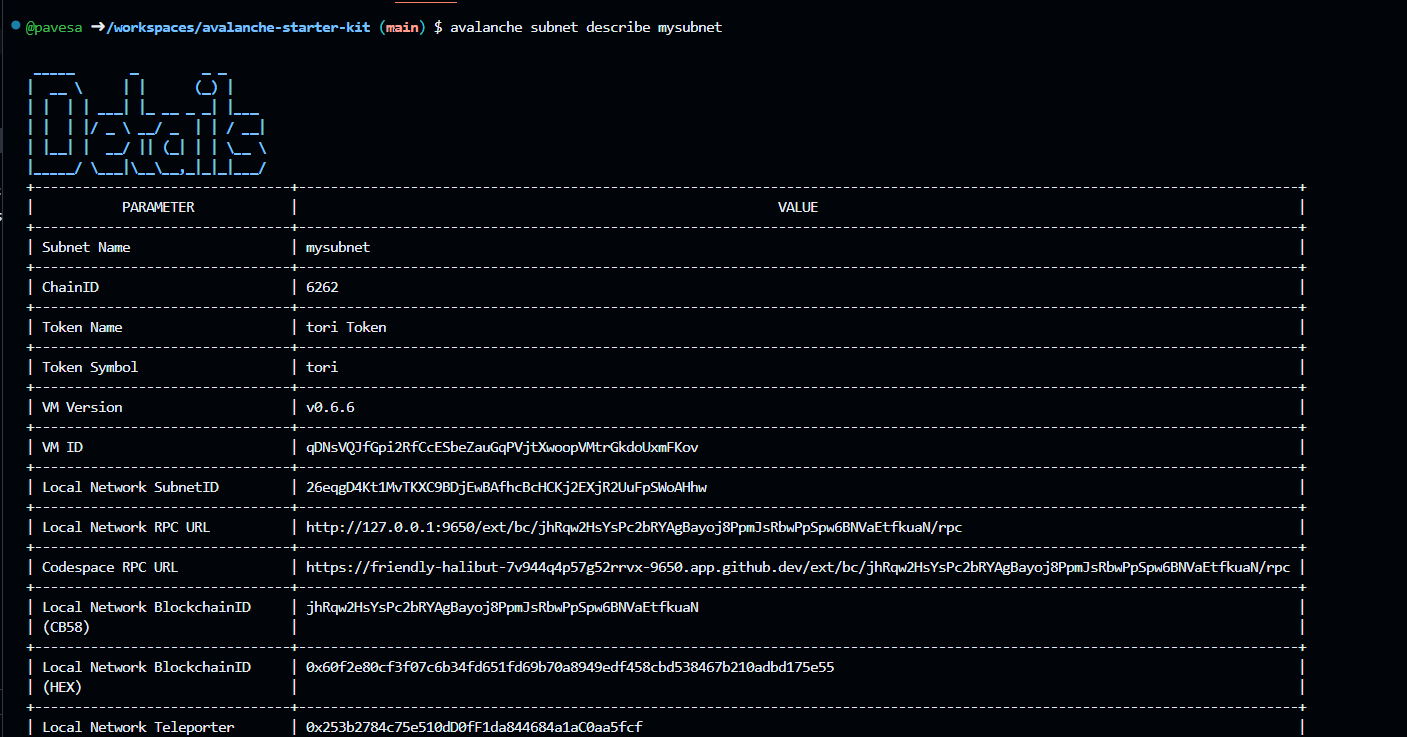 @pavesa ➜/workspaces/avalanche-starter-kit (main) $ avalanche subnet describe mysubnet
Details
PARAMETER VALUE
Subnet Name mysubnet
ChainID 6262
Token Name tori Token
Token Symbol tori
VM Version v0.6.6
VM ID qDNsVQJfGpi2RfCcESbeZauGqPVjtXwoopVMtrGkdoUxmFKov
Local Network SubnetID 26eqgD4Kt1MvTKXC9BDjEwBAfhcBcHCKj2EXjR2UuFpSWoAHhw
Local Network RPC URL http://127.0.0.1:9650/ext/bc/jhRqw2HsYsPc2bRYAgBayoj8PpmJsRbwPpSpw6BNVaEtfkuaN/rpc
Codespace RPC URL https://friendly-halibut-7v944q4p57g52rrvx-9650.app.github.dev/ext/bc/jhRqw2HsYsPc2bRYAgBayoj8PpmJsRbwPpSpw6BNVaEtfkuaN/rpc
Local Network BlockchainID jhRqw2HsYsPc2bRYAgBayoj8PpmJsRbwPpSpw6BNVaEtfkuaN
(CB58)
Local Network BlockchainID 0x60f2e80cf3f07c6b34fd651fd69b70a8949edf458cbd538467b210adbd175e55
(HEX)
Local Network Teleporter 0x253b2784c75e510dD0fF1da844684a1aC0aa5fcf